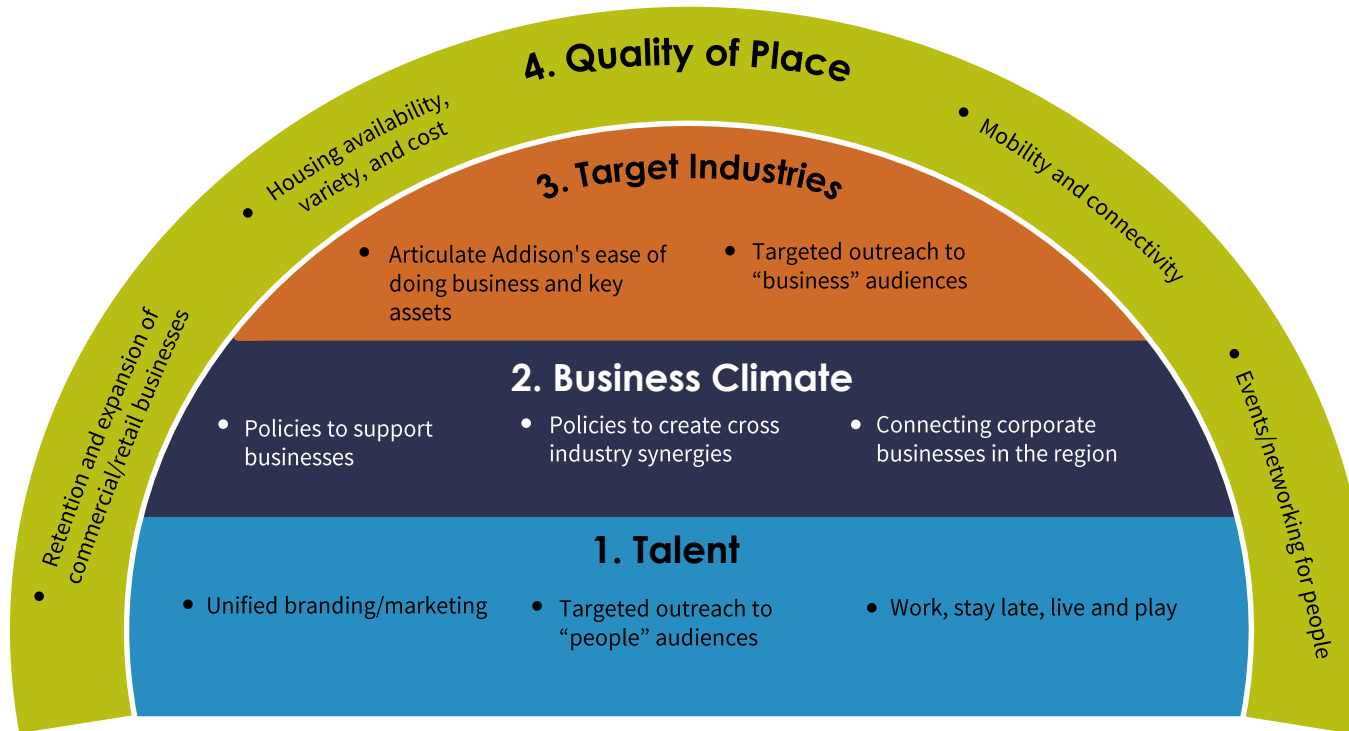 4. Quality of Place
• Housing availability,
variety, and cost
• Mobility and connectivity
• Retention and expansion of
commercial/retail businesses
• Events/networking for people
3. Target Industries
• Articulate Addison's ease of
doing business and key
assets
• Targeted outreach to
“business” audiences
2. Business Climate
• Policies to support
businesses
• Policies to create cross
industry synergies
• Connecting corporate
businesses in the region
1. Talent
• Unified branding/marketing
• Targeted outreach to
“people” audiences
• Work, stay late, live and play